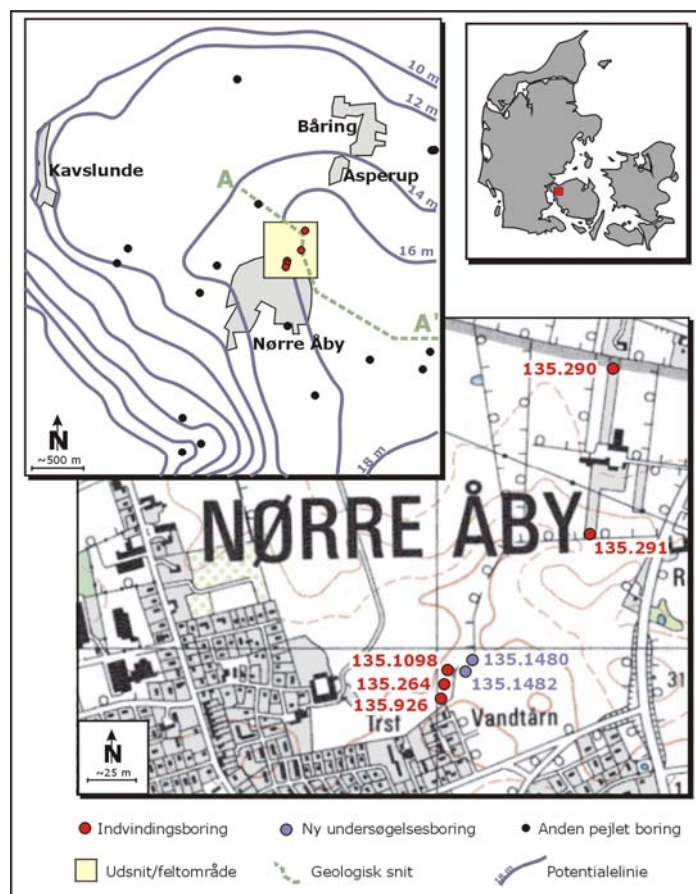 10 m
12 m
Båring
Kavslunde
Asperup
A
14 m
16 m
A'
Nørre Åby
N
~500 m
18 m
135.290
NØRRE ÅBY
135.291
135.1098
135.1480
135.264
135.1482
135.926
31
Trsf
Vandtårn
N
~25 m
Indvindingsboring
Ny undersøgelsesboring
Anden pejlet boring
Udsnit/feltområde
Geologisk snit
18 m
Potentialelinie